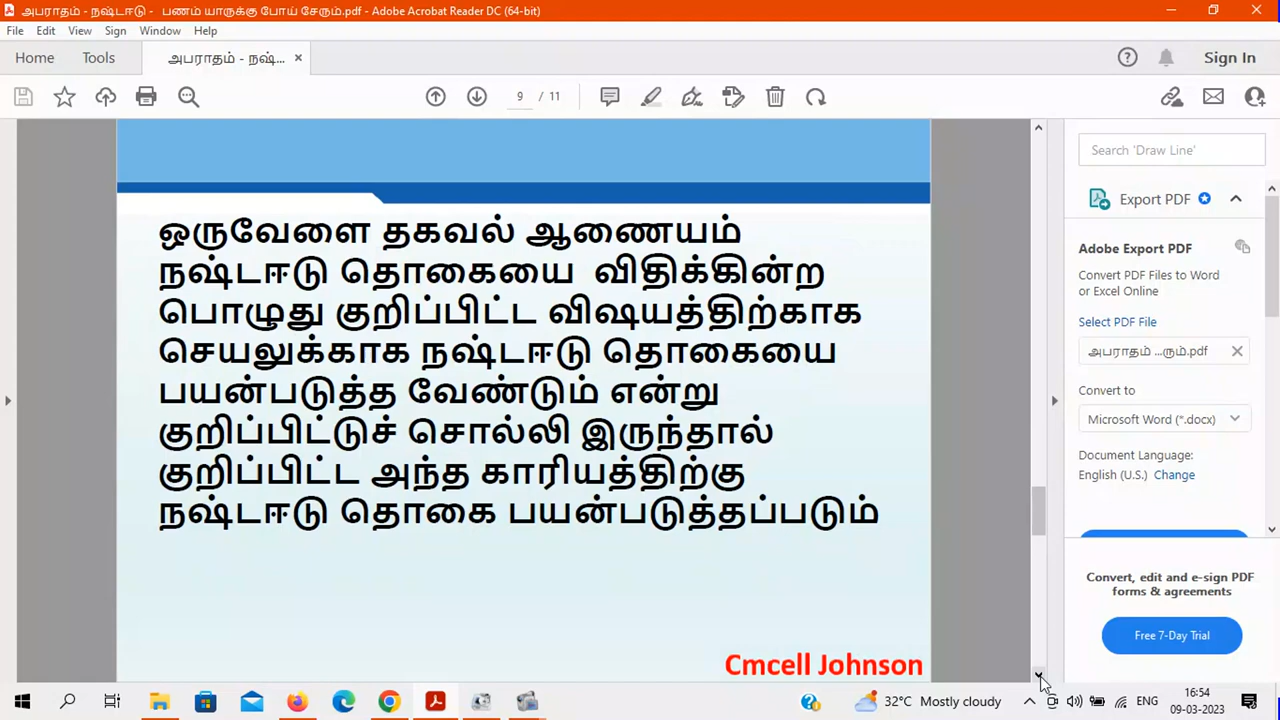 அபராதம் - நஷ்டஈடு - பணம் யாருக்கு போய் சேரும்.pdf - Adobe Acrobat Reader DC (64-bit)
File Edit View Sign Window Help
Home Tools அபராதம் - நஷ்... × Sign In
9 / 11
Search 'Draw Line'
Export PDF
Adobe Export PDF
Convert PDF Files to Word
or Excel Online
Select PDF File
அபராதம் ...ரும்.pdf
Convert to
Microsoft Word (*.docx)
Document Language:
English (U.S.) Change
Convert, edit and e-sign PDF
forms & agreements
Free 7-Day Trial
ஒருவேளை தகவல் ஆணையம்
நஷ்டஈடு தொகையை விதிக்கின்ற
பொழுது குறிப்பிட்ட விஷயத்திற்காக
செயலுக்காக நஷ்டஈடு தொகையை
பயன்படுத்த வேண்டும் என்று
குறிப்பிட்டுச் சொல்லி இருந்தால்
குறிப்பிட்ட அந்த காரியத்திற்கு
நஷ்டஈடு தொகை பயன்படுத்தப்படும்
Cmcell Johnson
32°C Mostly cloudy ENG
16:54
09-03-2023